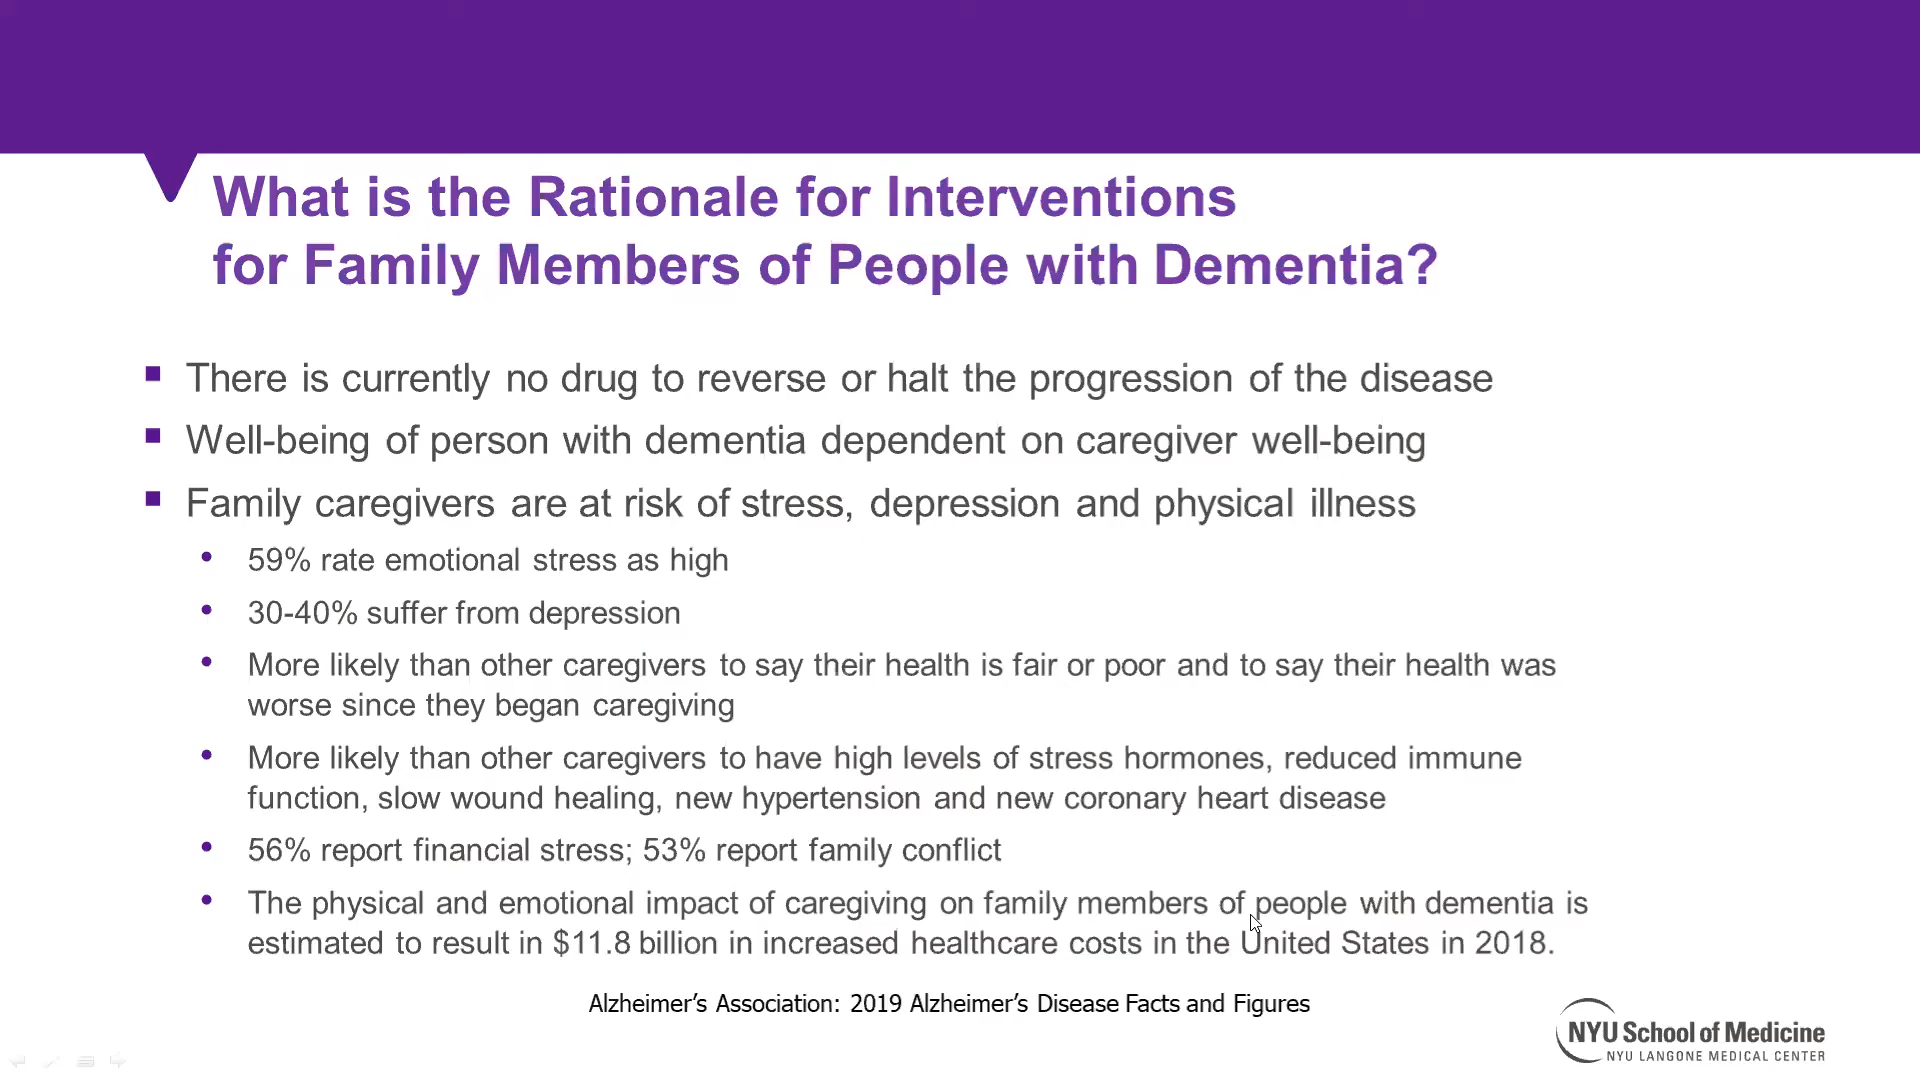 What is the Rationale for Interventions
for Family Members of People with Dementia?
There is currently no drug to reverse or halt the progression of the disease
Well-being of person with dementia dependent on caregiver well-being
Family caregivers are at risk of stress, depression and physical illness
59% rate emotional stress as high
30-40% suffer from depression
More likely than other caregivers to say their health is fair or poor and to say their health was
worse since they began caregiving
More likely than other caregivers to have high levels of stress hormones, reduced immune
function, slow wound healing, new hypertension and new coronary heart disease
56% report financial stress; 53% report family conflict
The physical and emotional impact of caregiving on family members of people with dementia is
estimated to result in $11.8 billion in increased healthcare costs in the United States in 2018.
Alzheimer’s Association: 2019 Alzheimer’s Disease Facts and Figures
NYU School of Medicine
NYU LANGONE MEDICAL CENTER